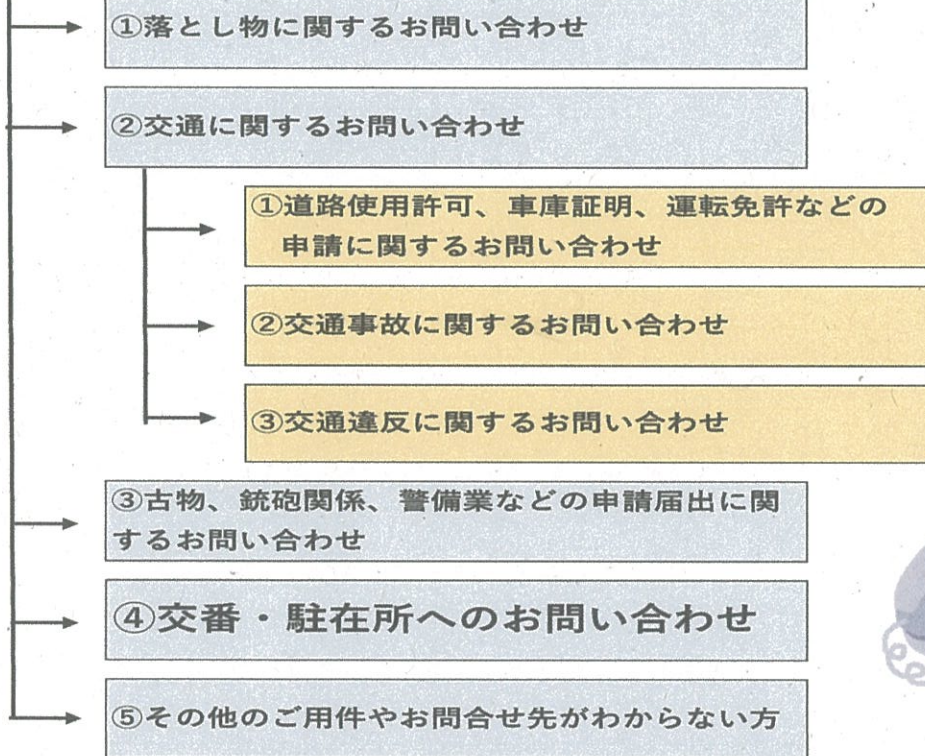 ①落とし物に関するお問い合わせ
②交通に関するお問い合わせ
①道路使用許可、車庫証明、運転免許などの
申請に関するお問い合わせ
②交通事故に関するお問い合わせ
③交通違反に関するお問い合わせ
③古物、銃砲関係、警備業などの申請届出に関
するお問い合わせ
④交番・駐在所へのお問い合わせ
⑤その他のご用件やお問合せ先がわからない方